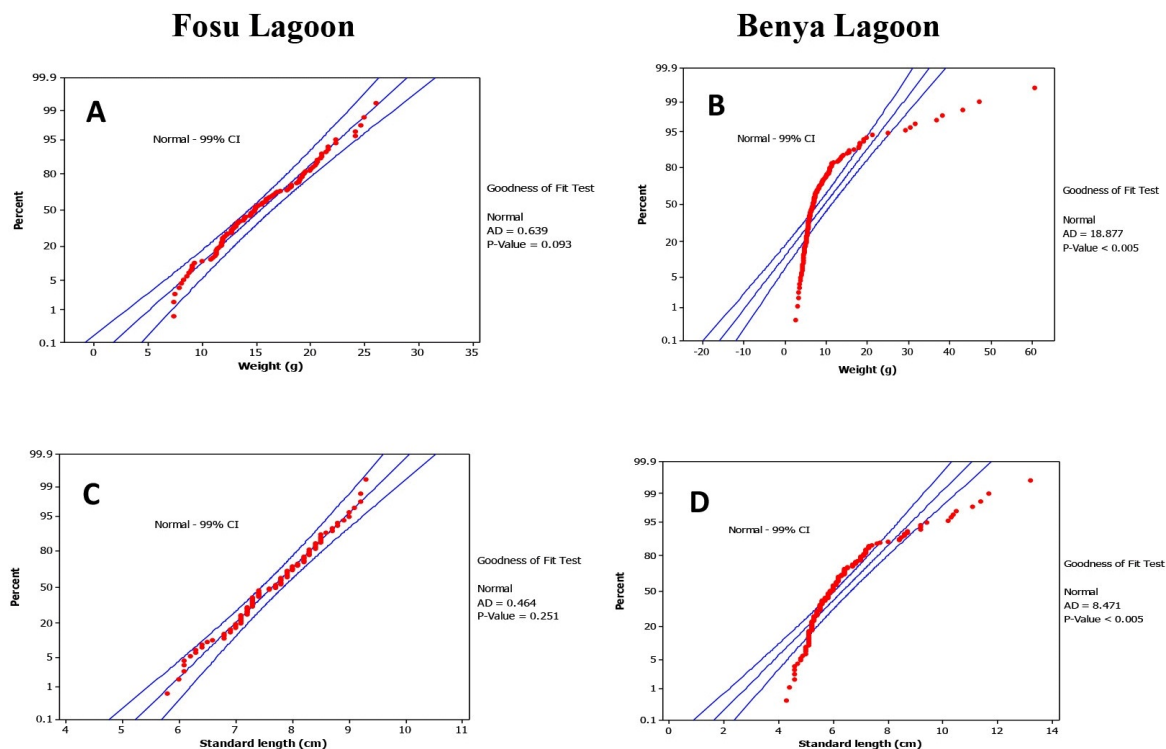 Fosu Lagoon
Benya Lagoon
A
Normal - 99% CI
Percent
99.9
99
95
80
50
20
5
1
0.1
0 5 10 15 20 25 30 35
Weight (g)
Goodness of Fit Test
Normal
AD = 0.639
P-Value = 0.093
B
Normal - 99% CI
Percent
99.9
99
95
80
50
20
5
1
0.1
-20 -10 0 10 20 30 40 50 60
Weight (g)
Goodness of Fit Test
Normal
AD = 18.877
P-Value < 0.005
C
Normal - 99% CI
Percent
99.9
99
95
80
50
20
5
1
0.1
4 5 6 7 8 9 10 11
Standard length (cm)
Goodness of Fit Test
Normal
AD = 0.464
P-Value = 0.251
D
Normal - 99% CI
Percent
99.9
99
95
80
50
20
5
1
0.1
0 2 4 6 8 10 12 14
Standard length (cm)
Goodness of Fit Test
Normal
AD = 8.471
P-Value < 0.005